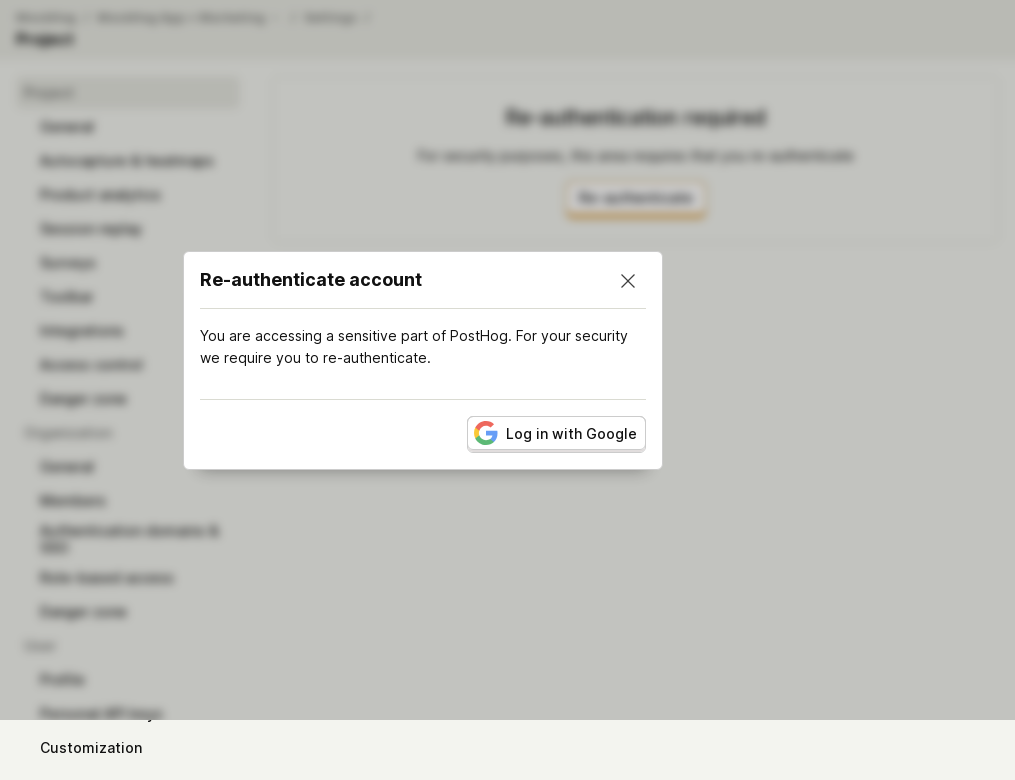 Project
Project
Re-authentication required
General
Autocapture & heatmaps
For security purposes, this area requires that you re-authenticate
Product analytics
Re-authenticate
Session replay
Surveys
Re-authenticate account
Toolbar
Integrations
You are accessing a sensitive part of PostHog. For your security
we require you to re-authenticate.
Access control
Danger zone
Organization
Log in with Google
General
Members
Authentication domains &
SSO
Role-based access
Danger zone
User
Profile
Personal API keys
Customization